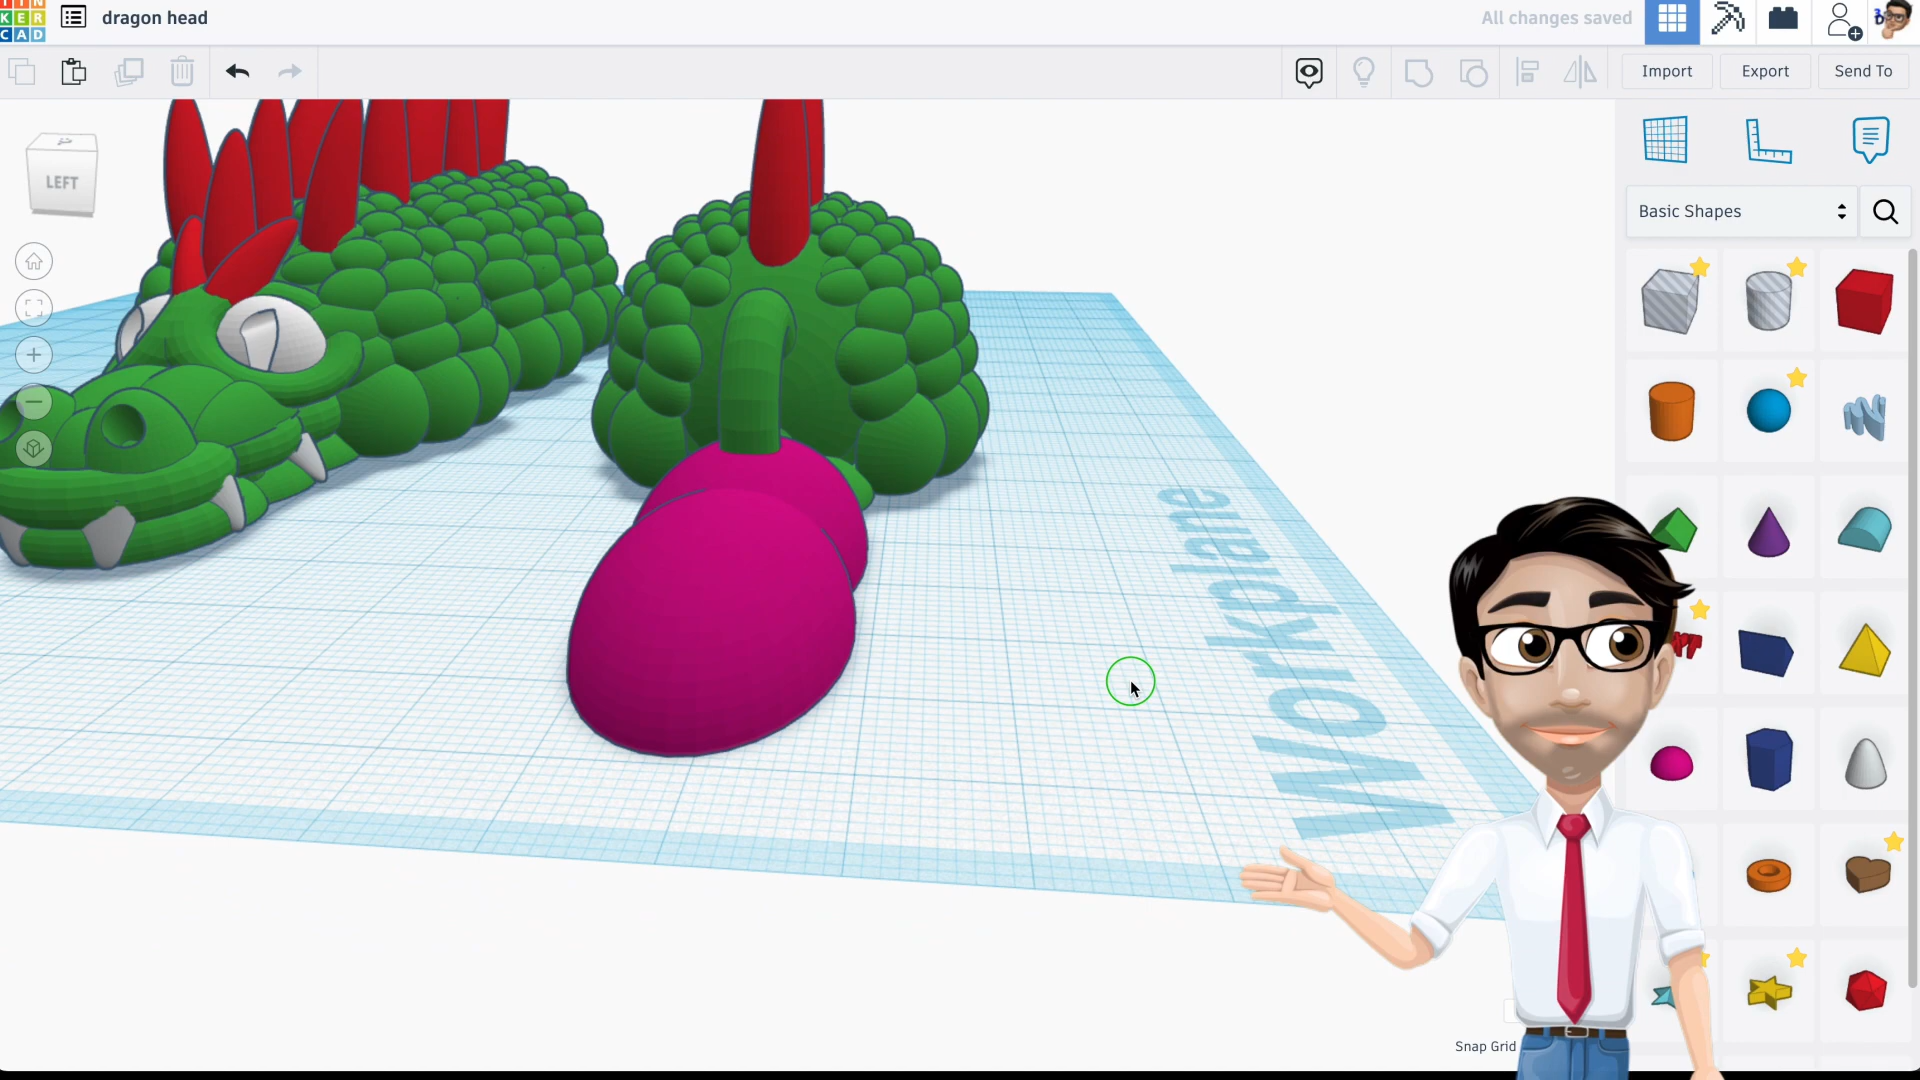 TIN
KER
CAD
dragon head
All changes saved
Import
Export
Send To
LEFT
Basic Shapes
Workplane
Snap Grid